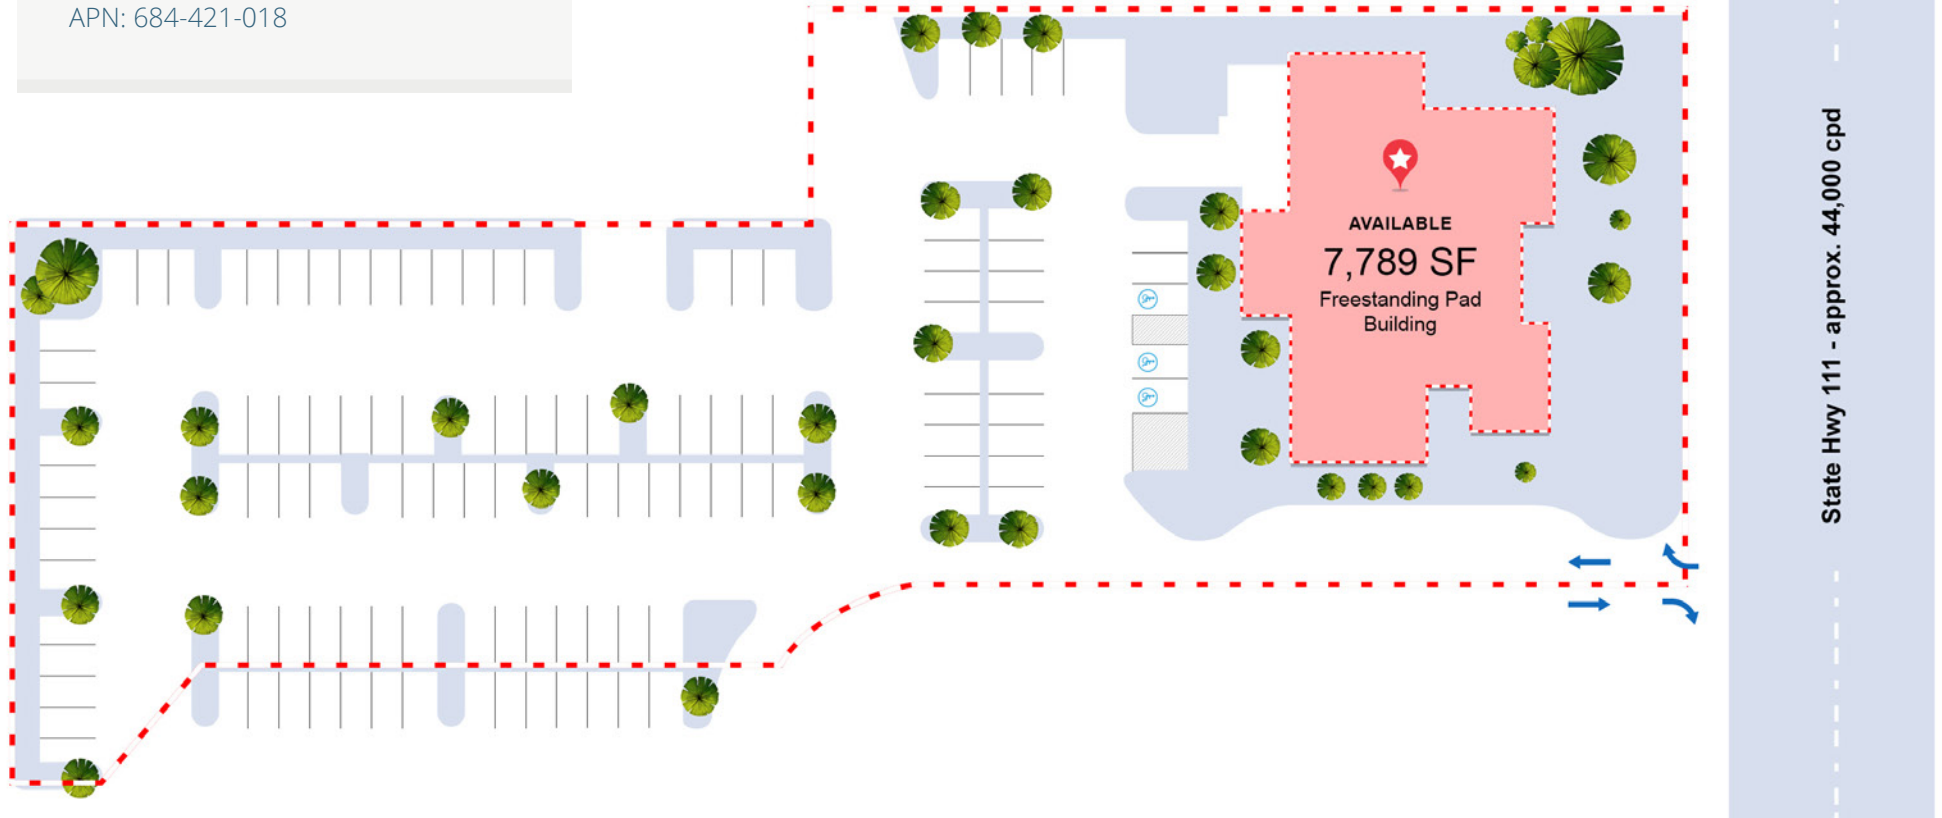 APN: 684-421-018
AVAILABLE
7,789 SF
Freestanding Pad
Building
State Hwy 111 - approx. 44,000 cpd